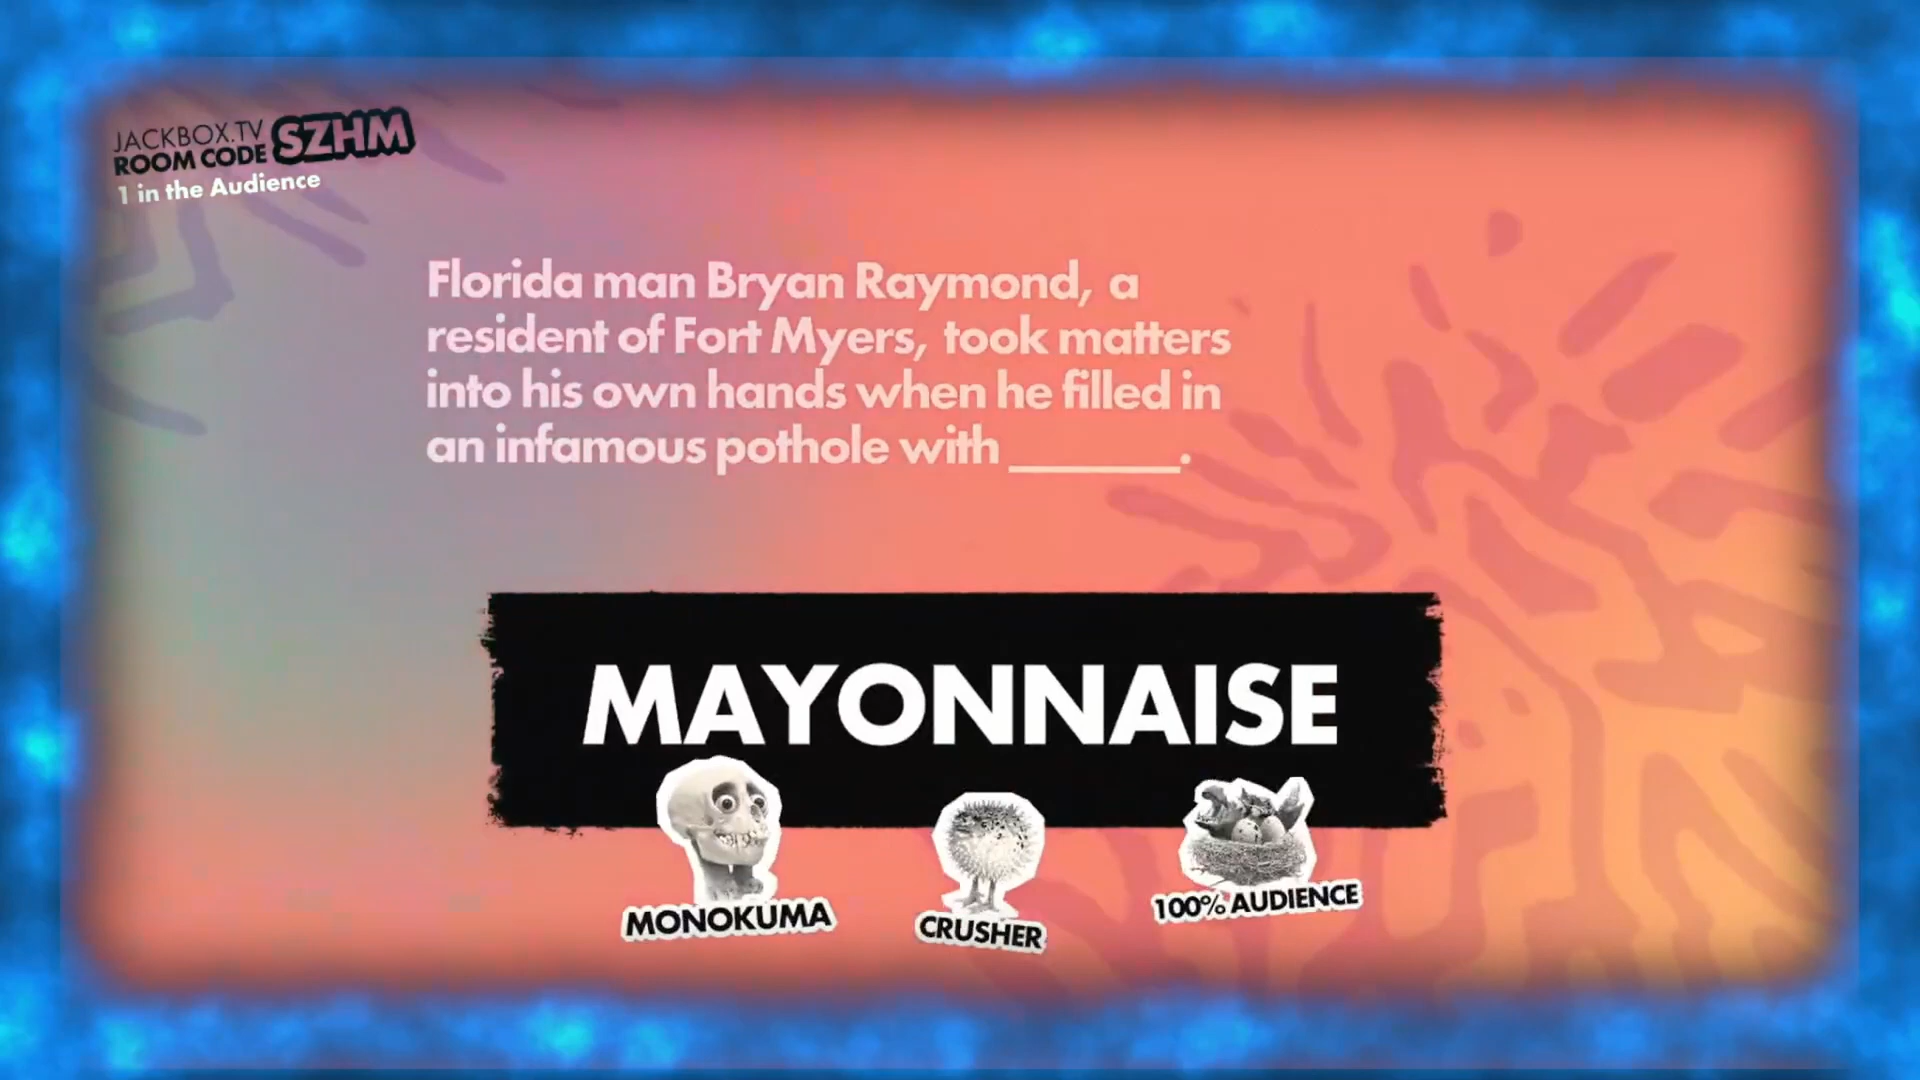 JACKBOX.TV
ROOM CODE SZHM
1 in the Audience
Florida man Bryan Raymond, a
resident of Fort Myers, took matters
into his own hands when he filled in
an infamous pothole with _______.
MAYONNAISE
MONOKUMA
CRUSHER
100% AUDIENCE